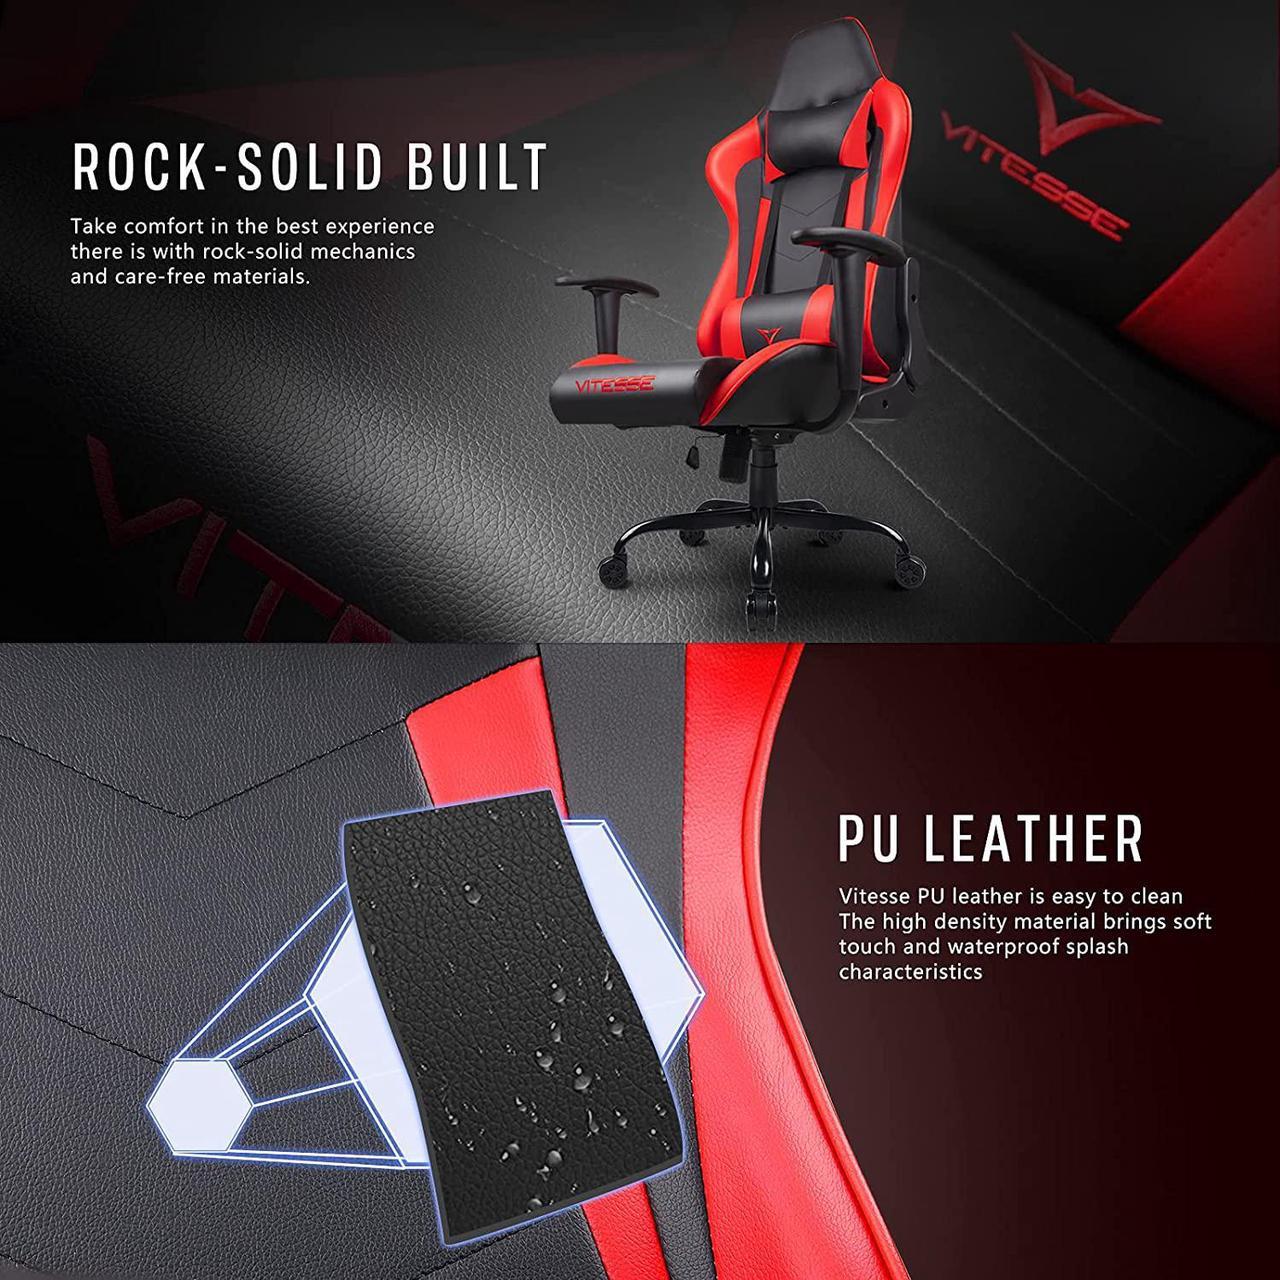 ROCK-SOLID BUILT
Take comfort in the best experience
there is with rock-solid mechanics
and care-free materials.
VITESSE
VITESSE
VITE
PU LEATHER
Vitesse PU leather is easy to clean
The high density material brings soft
touch and waterproof splash
characteristics